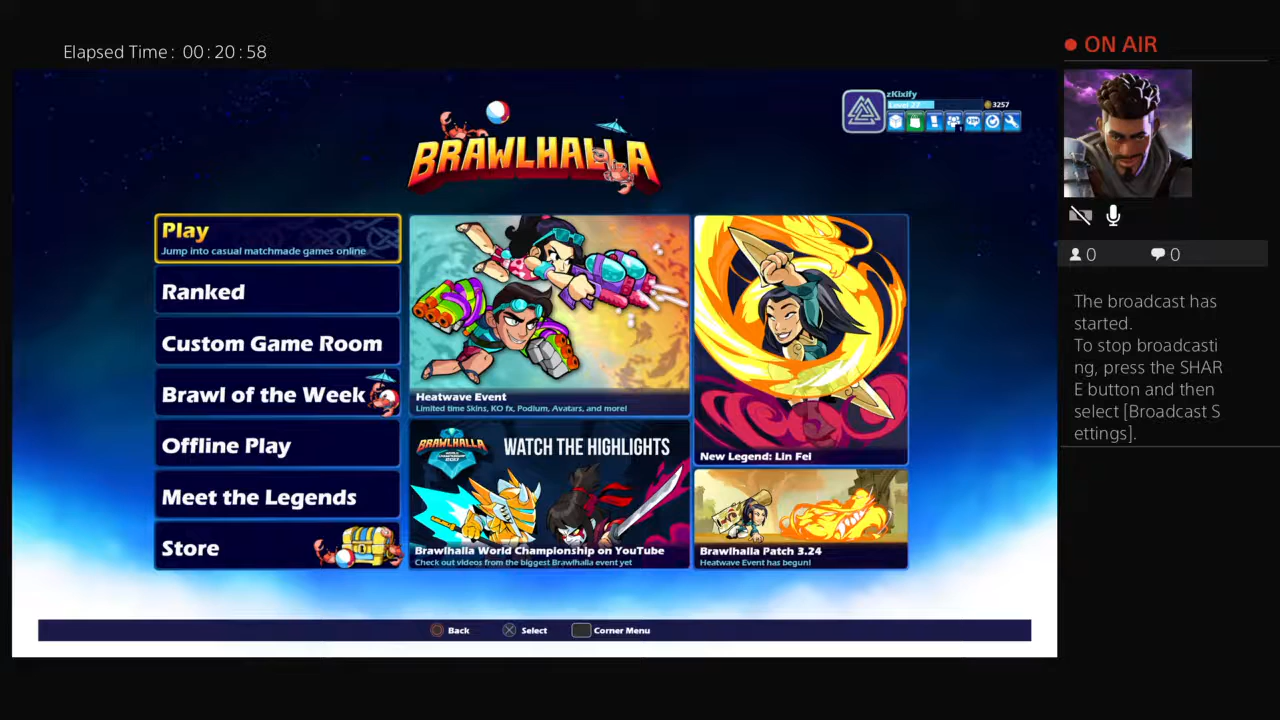 Elapsed Time: 00:20:58
ON AIR
zKixify
Level 27
3257
BRAWLHALLA
Play
Jump into casual matchmade games online
Ranked
Custom Game Room
Brawl of the Week
Offline Play
Meet the Legends
Store
Heatwave Event
Limited time Skins, KO fx, Podium, Avatars, and more!
BRAWLHALLA
WATCH THE HIGHLIGHTS
Brawlhalla World Championship on YouTube
Check out videos from the biggest Brawlhalla event yet
New Legend: Lin Fei
Brawlhalla Patch 3.24
Heatwave Event has begun!
Back
Select
Corner Menu
0
0
The broadcast has
started.
To stop broadcasti
ng, press the SHAR
E button and then
select [Broadcast S
ettings].